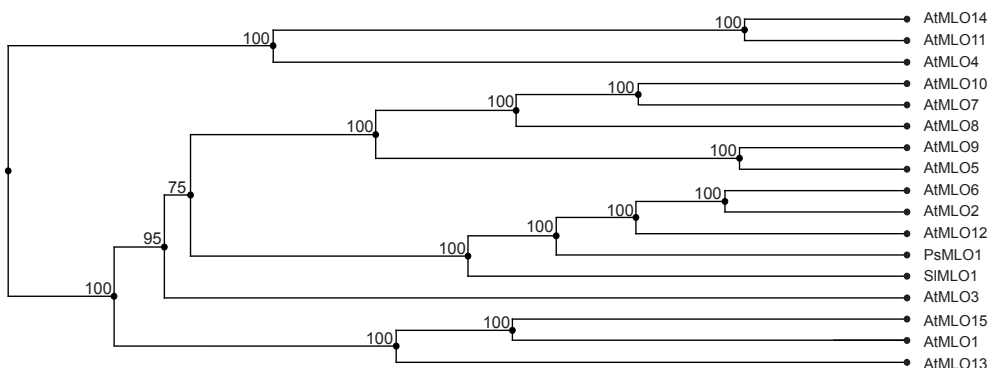 100 AtMLO14
100 AtMLO11
AtMLO4
100 AtMLO10
100 AtMLO7
100 AtMLO8
100 AtMLO9
AtMLO5
75 100 AtMLO6
100 AtMLO2
100 AtMLO12
95 100 PsMLO1
SlMLO1
100 AtMLO3
100 AtMLO15
100 AtMLO1
AtMLO13